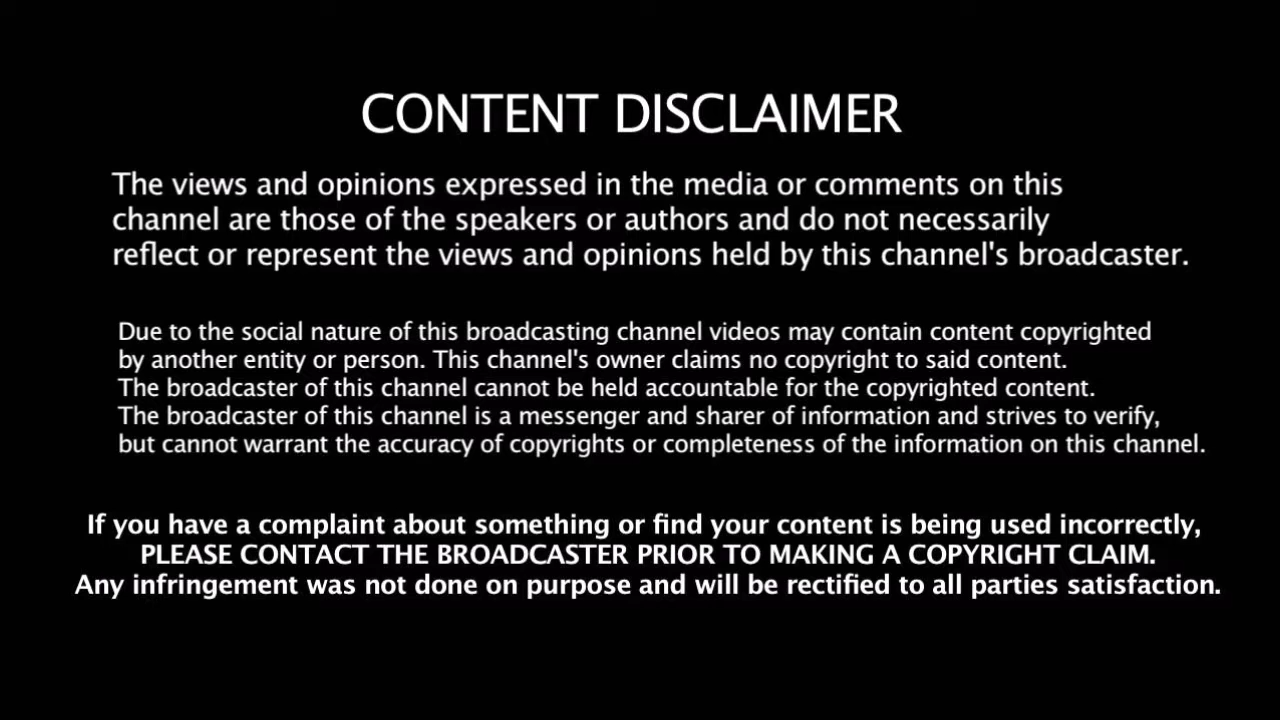 CONTENT DISCLAIMER
The views and opinions expressed in the media or comments on this
channel are those of the speakers or authors and do not necessarily
reflect or represent the views and opinions held by this channel's broadcaster.
Due to the social nature of this broadcasting channel videos may contain content copyrighted
by another entity or person. This channel's owner claims no copyright to said content.
The broadcaster of this channel cannot be held accountable for the copyrighted content.
The broadcaster of this channel is a messenger and sharer of information and strives to verify,
but cannot warrant the accuracy of copyrights or completeness of the information on this channel.
If you have a complaint about something or find your content is being used incorrectly,
PLEASE CONTACT THE BROADCASTER PRIOR TO MAKING A COPYRIGHT CLAIM.
Any infringement was not done on purpose and will be rectified to all parties satisfaction.